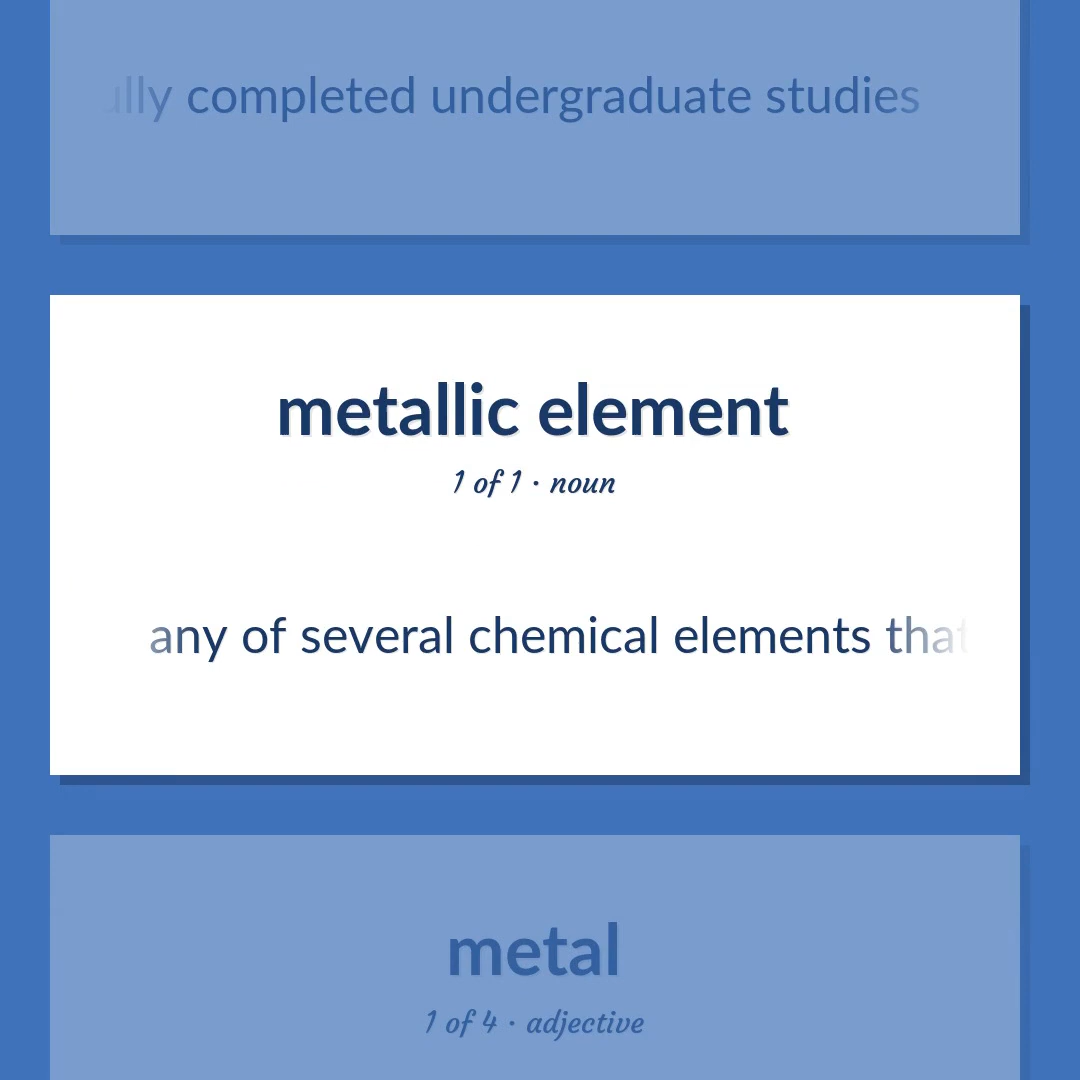 completed undergraduate studies
metallic element
1 of 1 · noun
any of several chemical elements that
metal
1 of 4 · adjective